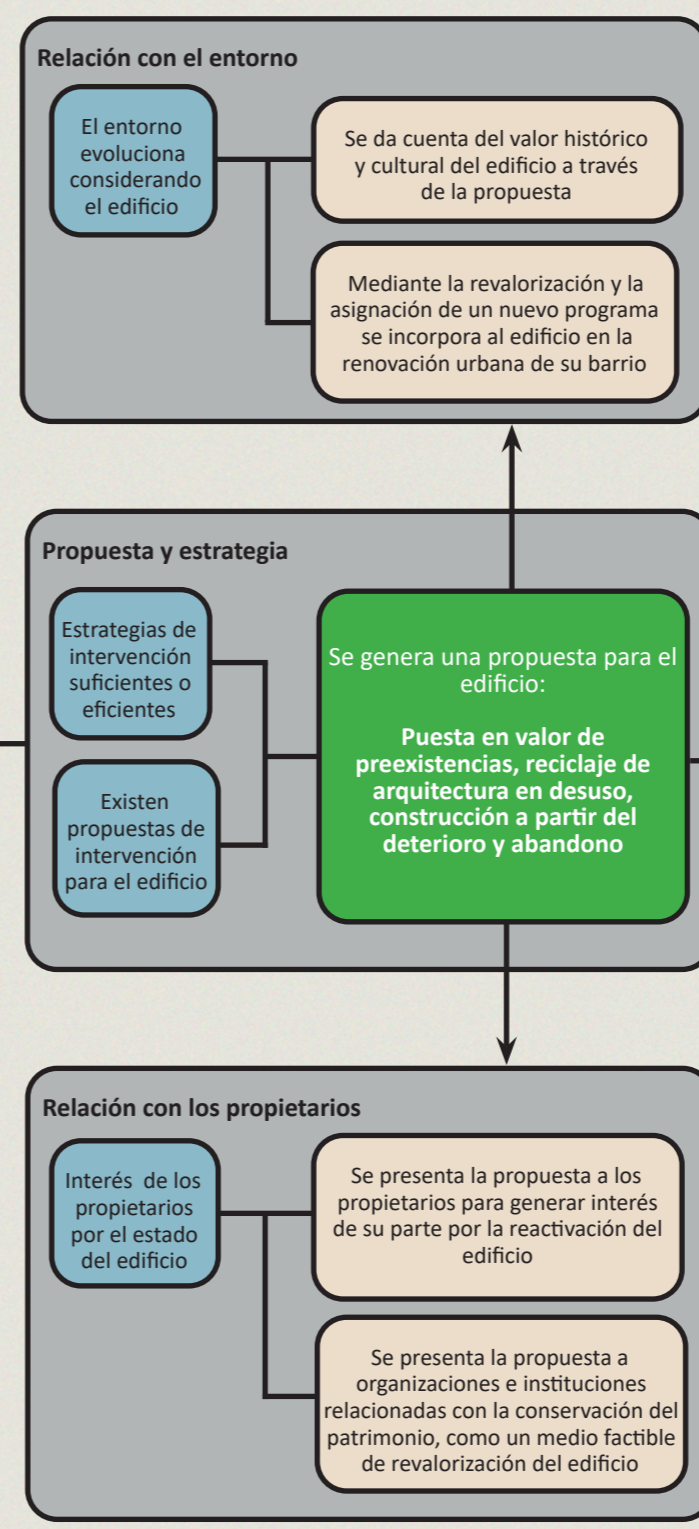 Relación con el entorno
El entorno
evoluciona
considerando
el edificio
Se da cuenta del valor histórico
y cultural del edificio a través
de la propuesta
Mediante la revalorización y la
asignación de un nuevo programa
se incorpora al edificio en la
renovación urbana de su barrio
Propuesta y estrategia
Estrategias de
intervención
suficientes o
eficientes
Existen
propuestas de
intervención
para el edificio
Se genera una propuesta para el
edificio:
Puesta en valor de
preexistencias, reciclaje de
arquitectura en desuso,
construcción a partir del
deterioro y abandono
Relación con los propietarios
Interés de los
propietarios
por el estado
del edificio
Se presenta la propuesta a los
propietarios para generar interés
de su parte por la reactivación del
edificio
Se presenta la propuesta a
organizaciones e instituciones
relacionadas con la conservación del
patrimonio, como un medio factible
de revalorización del edificio